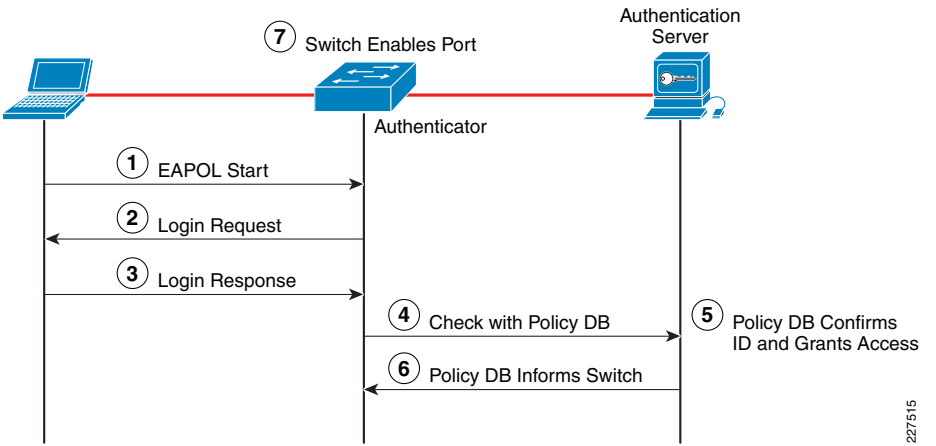 Authentication
Server
7 Switch Enables Port
Authenticator
1 EAPOL Start
2 Login Request
3 Login Response
4 Check with Policy DB
5 Policy DB Confirms
ID and Grants Access
6 Policy DB Informs Switch
227515